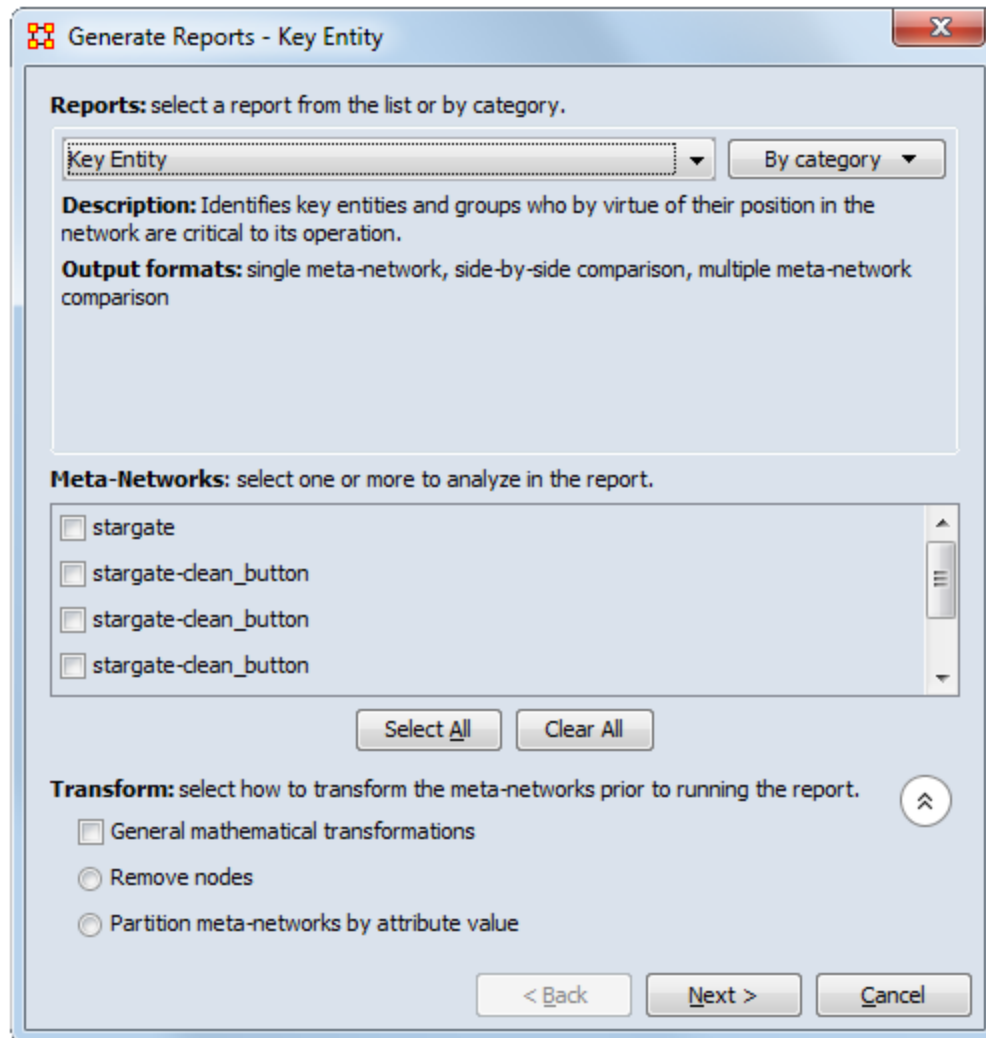 Generate Reports - Key Entity
Reports: select a report from the list or by category.
Key Entity
By category
Description: Identifies key entities and groups who by virtue of their position in the
network are critical to its operation.
Output formats: single meta-network, side-by-side comparison, multiple meta-network
comparison
Meta-Networks: select one or more to analyze in the report.
stargate
stargate-clean_button
stargate-clean_button
stargate-clean_button
Select All
Clear All
Transform: select how to transform the meta-networks prior to running the report.
General mathematical transformations
Remove nodes
Partition meta-networks by attribute value
< Back
Next >
Cancel